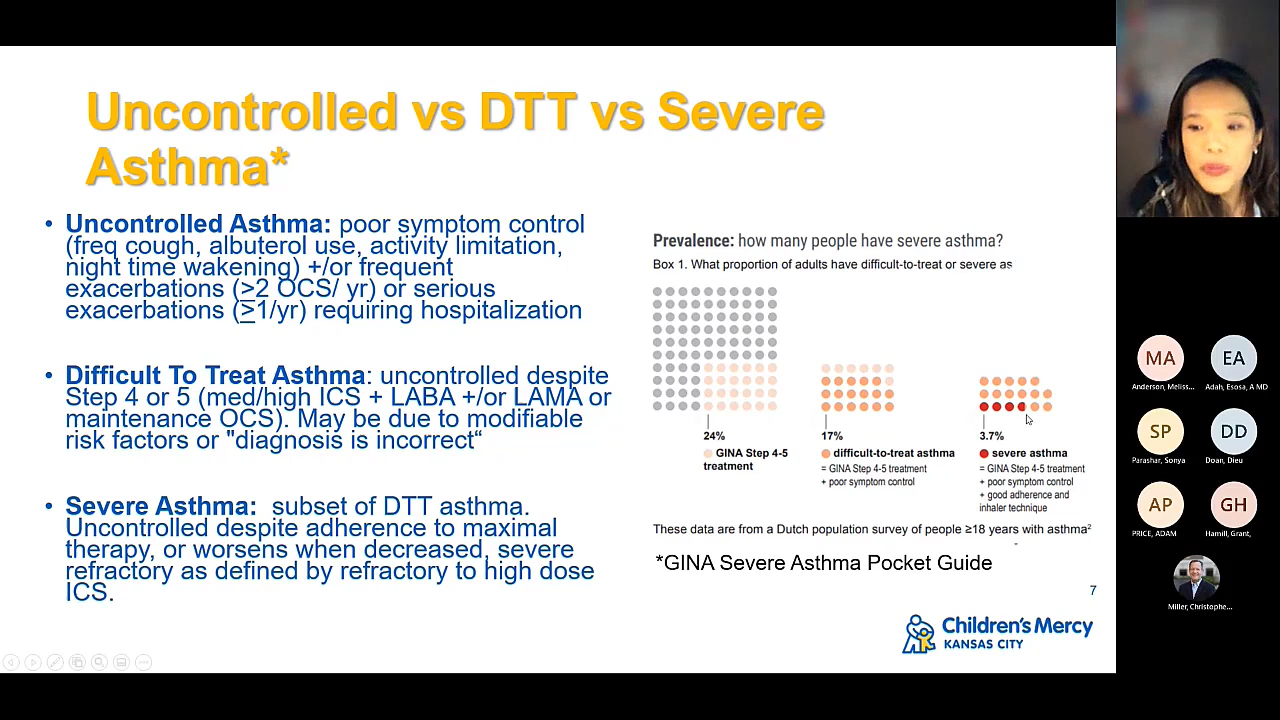 Uncontrolled vs DTT vs Severe
Asthma*
• Uncontrolled Asthma: poor symptom control
(freq cough, albuterol use, activity limitation,
night time wakening) +/or frequent
exacerbations (>2 OCS/ yr) or serious
exacerbations (≥1/yr) requiring hospitalization
• Difficult To Treat Asthma: uncontrolled despite
Step 4 or 5 (med/high ICS + LABA +/or LAMA or
maintenance OCS). May be due to modifiable
risk factors or "diagnosis is incorrect“
• Severe Asthma: subset of DTT asthma.
Uncontrolled despite adherence to maximal
therapy, or worsens when decreased, severe
refractory as defined by refractory to high dose
ICS.
Prevalence: how many people have severe asthma?
Box 1. What proportion of adults have difficult-to-treat or severe as
24%
GINA Step 4-5
treatment
17%
difficult-to-treat asthma
= GINA Step 4-5 treatment
+ poor symptom control
3.7%
severe asthma
= GINA Step 4-5 treatment
+ poor symptom control
+ good adherence and
inhaler technique
These data are from a Dutch population survey of people ≥18 years with asthma²
*GINA Severe Asthma Pocket Guide
7
Children's Mercy
KANSAS CITY
MA
Anderson, Meliss...
EA
Adah, Esosa, A MD
SP
Parashar, Sonya
DD
Doan, Dieu
AP
PRICE, ADAM
GH
Hamill, Grant,
Miller, Christophe...